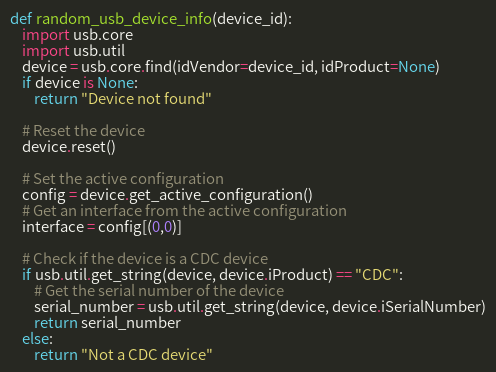 def random_usb_device_info(device_id):
import usb.core
import usb.util
device = usb.core.find(idVendor=device_id, idProduct=None)
if device is None:
return "Device not found"
# Reset the device
device.reset()
# Set the active configuration
config = device.get_active_configuration()
# Get an interface from the active configuration
interface = config[(0,0)]
# Check if the device is a CDC device
if usb.util.get_string(device, device.iProduct) == "CDC":
# Get the serial number of the device
serial_number = usb.util.get_string(device, device.iSerialNumber)
return serial_number
else:
return "Not a CDC device"